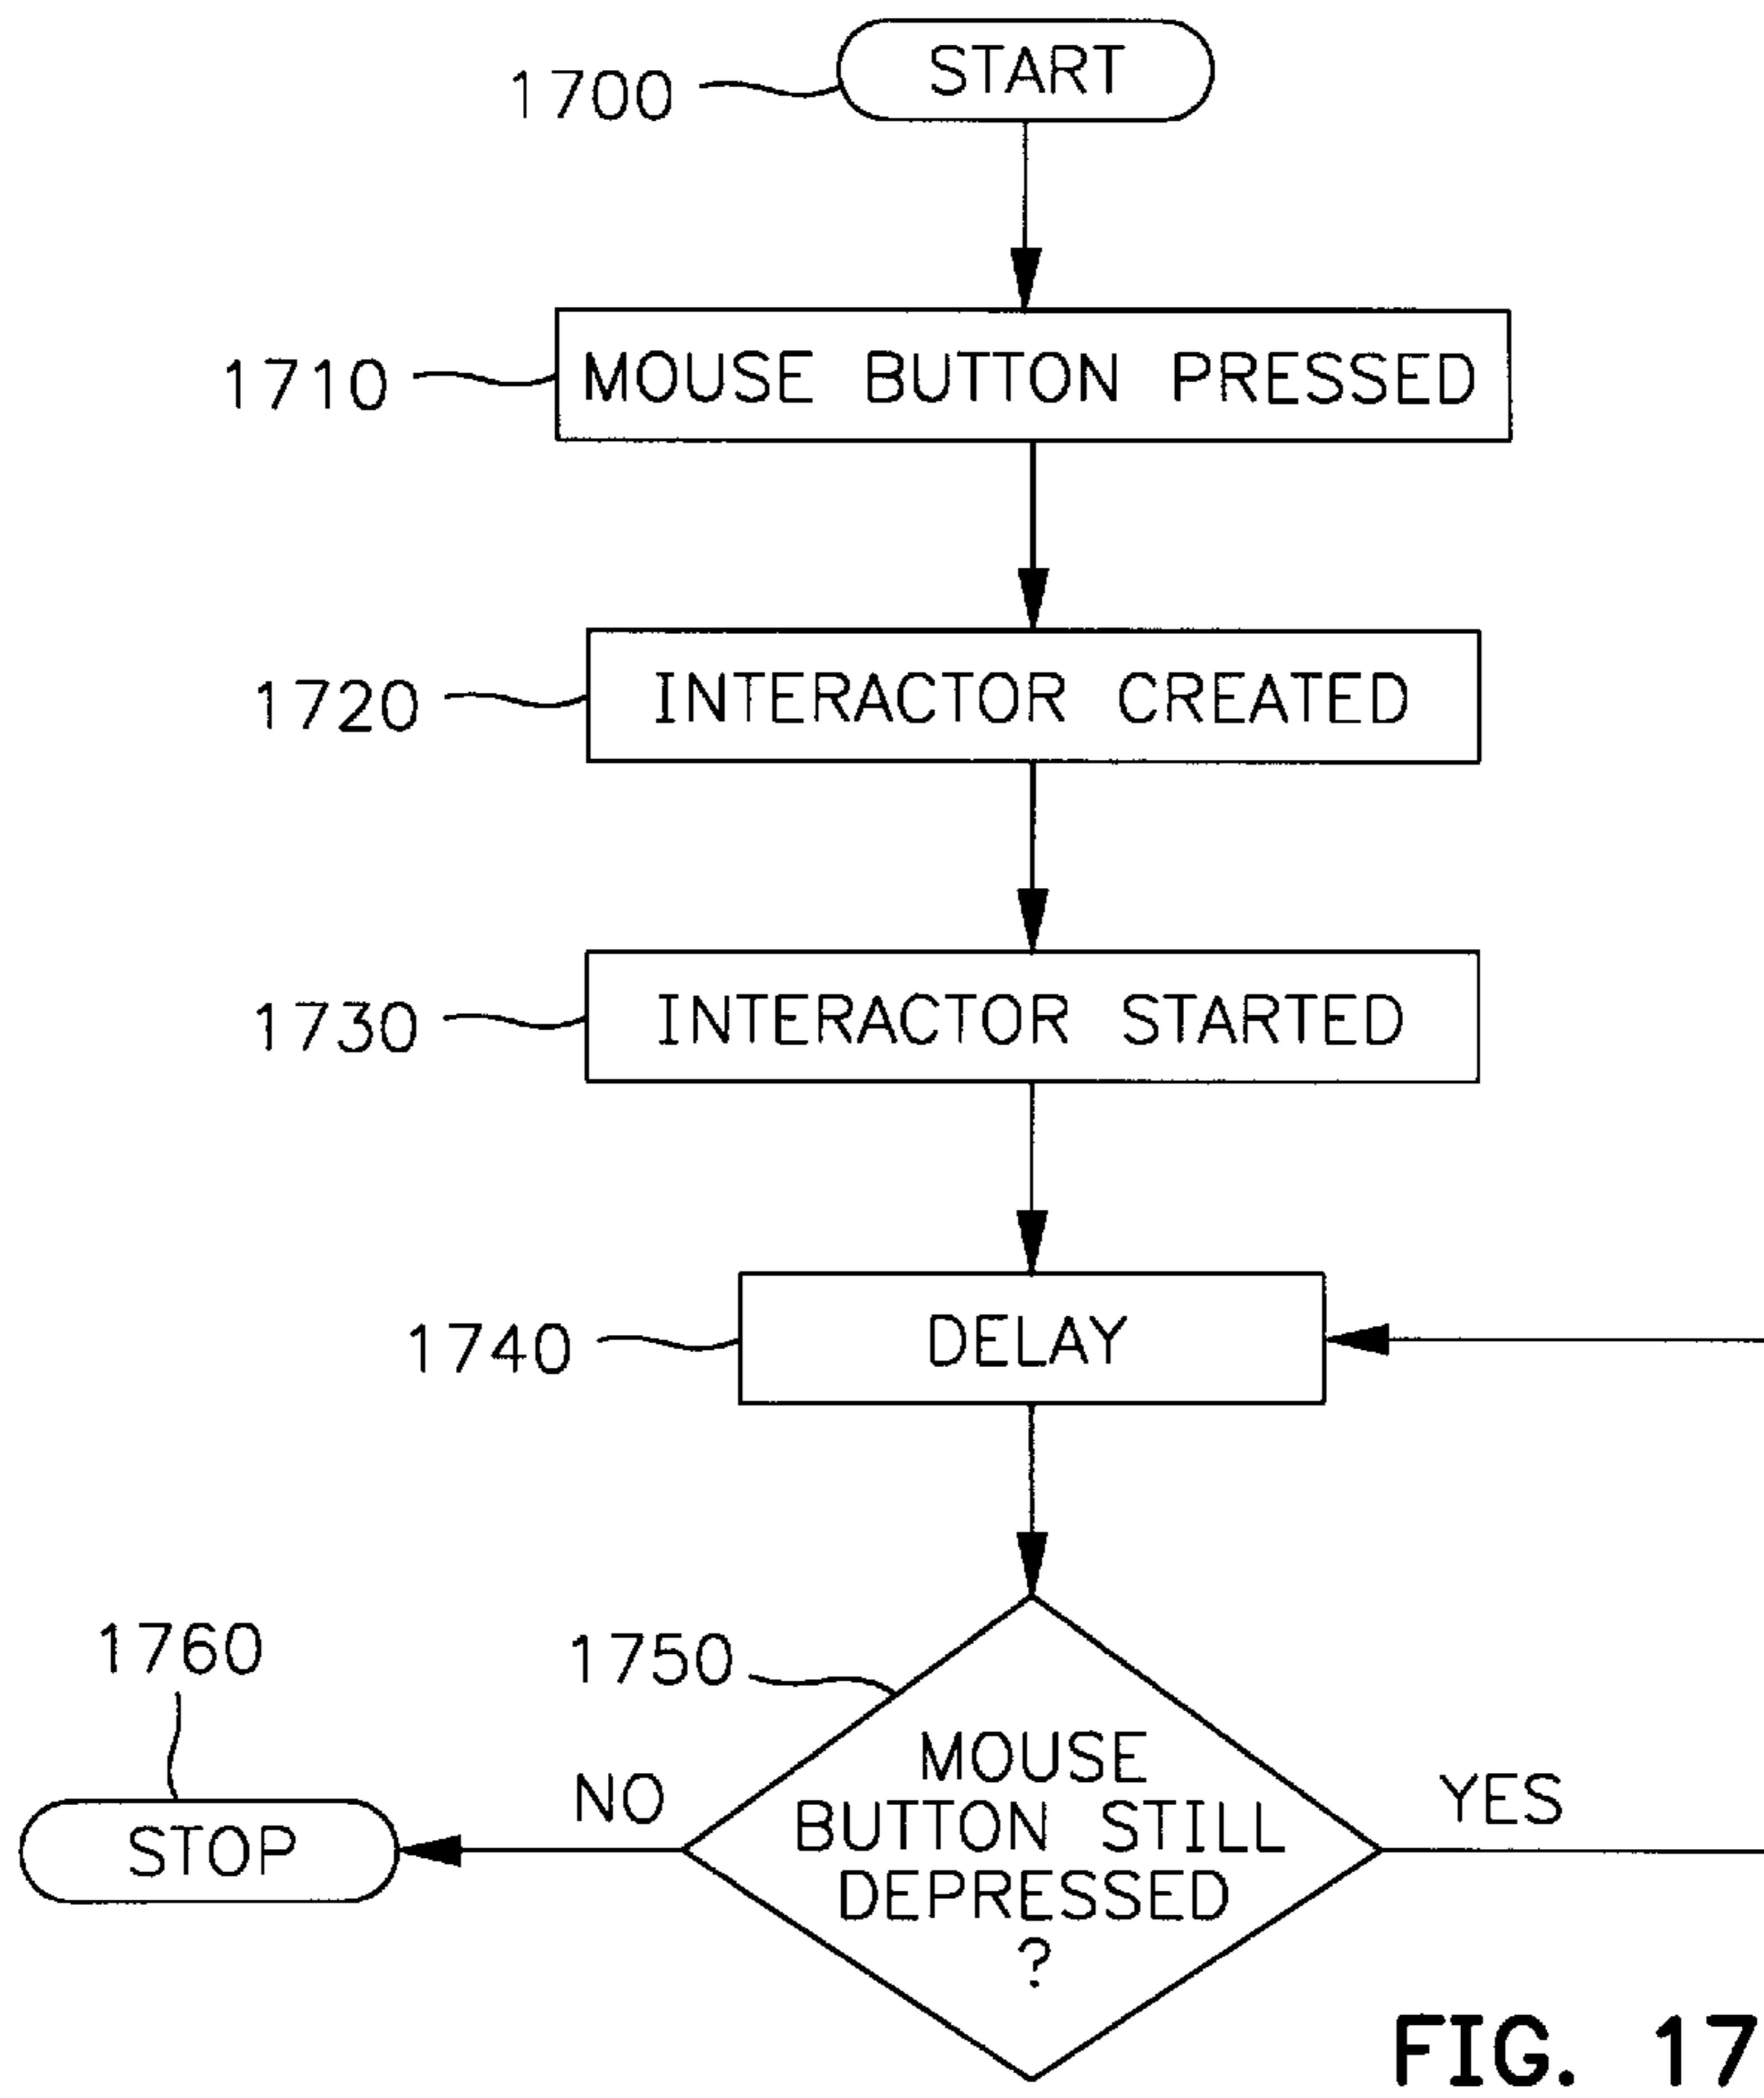 START
1700
MOUSE BUTTON PRESSED
1710
INTERACTOR CREATED
1720
INTERACTOR STARTED
1730
DELAY
1740
1760
1750
MOUSE
BUTTON STILL
DEPRESSED
?
NO
YES
STOP
FIG. 17